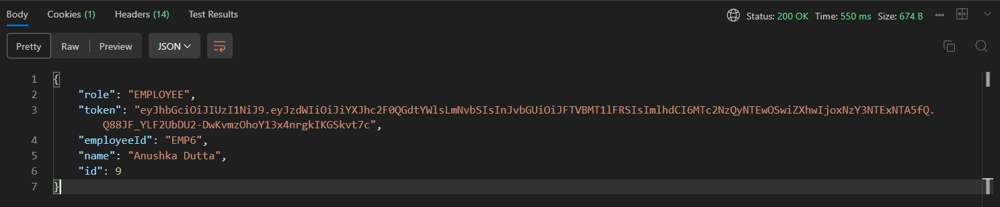 Body Cookies (1) Headers (14) Test Results Status: 200 OK Time: 550 ms Size: 674 B
Pretty Raw Preview JSON
1 {
2 "role": "EMPLOYEE",
3 "token": "eyJhbGciOiJIUzI1NiJ9.eyJzdWIiOiJiYXJhc2F0QGdtYWlsLmNvbSIsInJvbGUiOiJFTVBMT1lFRSIsImlhdCI6MTc2NzQyNTEwOSwiZXhwIjoxNzY3NTExNTA5fQ.
Q88JF_YLF2UbDU2-DwKvmzOhoY13x4nrgkIKGSkvt7c",
4 "employeeId": "EMP6",
5 "name": "Anushka Dutta",
6 "id": 9
7 }